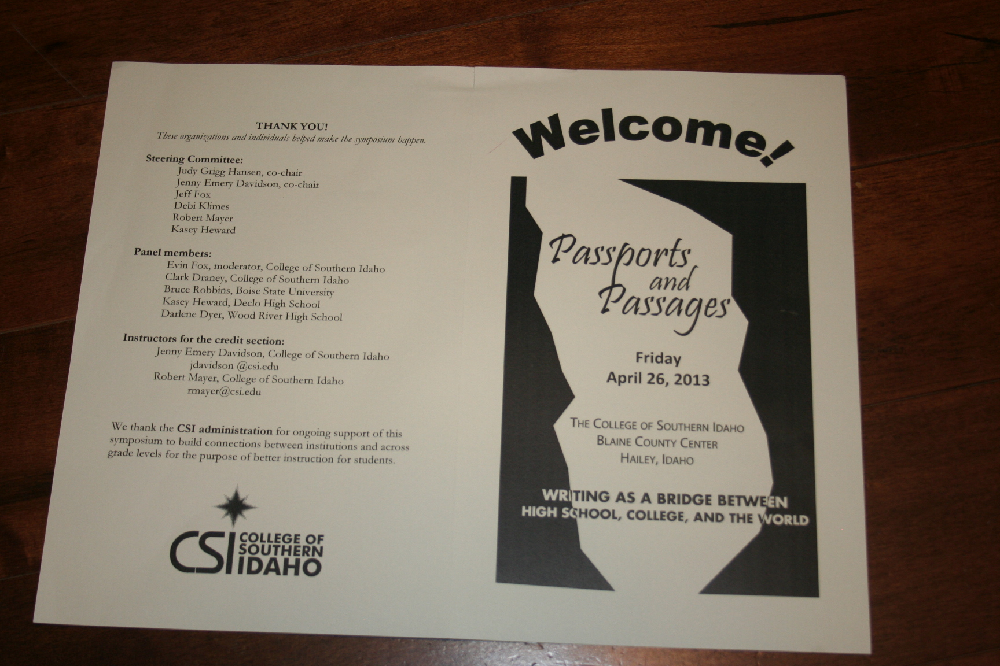 THANK YOU!
These organizations and individuals helped make the symposium happen.
Steering Committee:
Judy Grigg Hansen, co-chair
Jenny Emery Davidson, co-chair
Jeff Fox
Debi Klimes
Robert Mayer
Kasey Heward
Panel members:
Evin Fox, moderator, College of Southern Idaho
Clark Draney, College of Southern Idaho
Bruce Robbins, Boise State University
Kasey Heward, Declo High School
Darlene Dyer, Wood River High School
Instructors for the credit section:
Jenny Emery Davidson, College of Southern Idaho
jdavidson @csi.edu
Robert Mayer, College of Southern Idaho
rmayer@csi.edu
We thank the CSI administration for ongoing support of this
symposium to build connections between institutions and across
grade levels for the purpose of better instruction for students.
CSI COLLEGE OF
SOUTHERN
IDAHO
Welcome!
Passports
and
Passages
Friday
April 26, 2013
THE COLLEGE OF SOUTHERN IDAHO
BLAINE COUNTY CENTER
HAILEY, IDAHO
WRITING AS A BRIDGE BETWEEN
HIGH SCHOOL, COLLEGE, AND THE WORLD